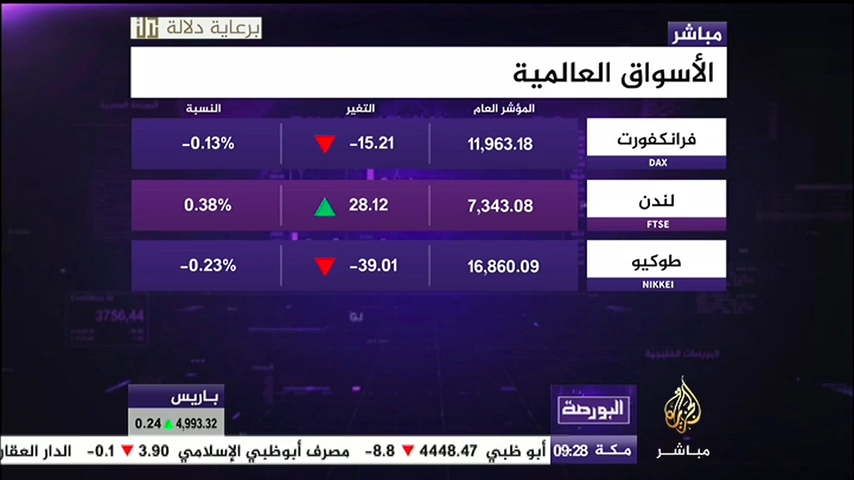 مباشر
برعاية دلالة
الأسواق العالمية
المؤشر العام التغير النسبة
فرانكفورت 11,963.18 -15.21 -0.13%
DAX
لندن 7,343.08 28.12 0.38%
FTSE
طوكيو 16,860.09 -39.01 -0.23%
NIKKEI
3756,44
البورصات الخليجية
باريس
4,993.32 0.24
البورصة
مكة 09:28
الجزيرة
مباشر
أبو ظبي 4448.47 -8.8 مصرف أبوظبي الإسلامي 3.90 -0.1 الدار العقار